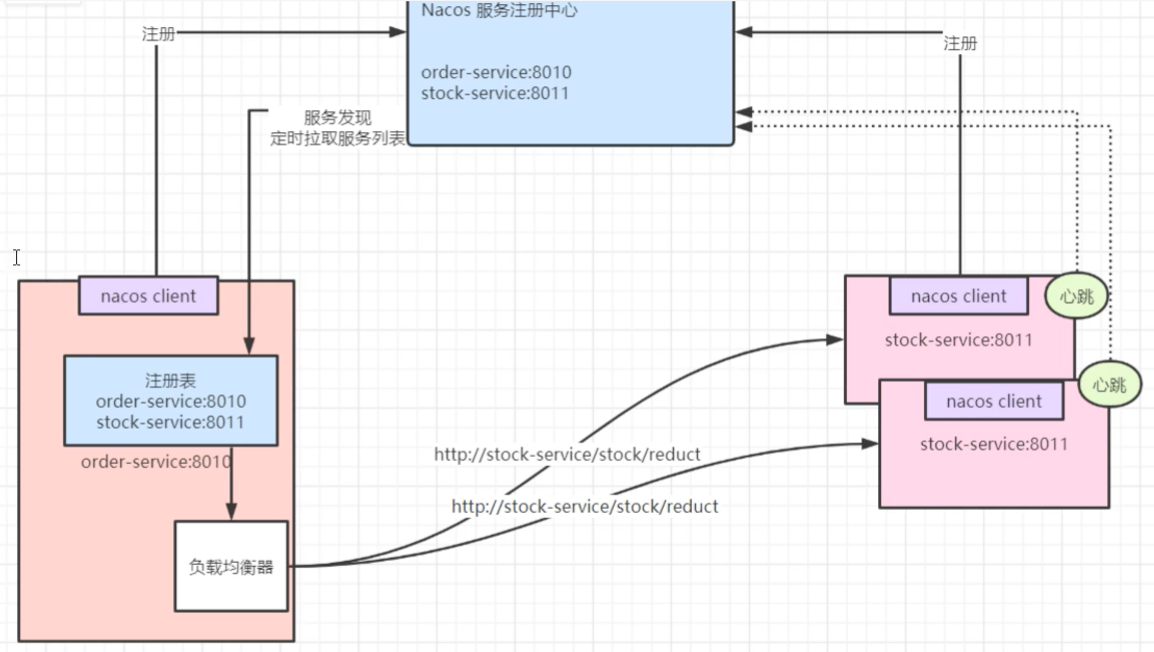 Nacos 服务注册中心
注册
注册
order-service:8010
stock-service:8011
服务发现
定时拉取服务列表
nacos client
nacos client
心跳
stock-service:8011
注册表
order-service:8010
stock-service:8011
心跳
nacos client
stock-service:8011
order-service:8010
http://stock-service/stock/reduct
http://stock-service/stock/reduct
负载均衡器